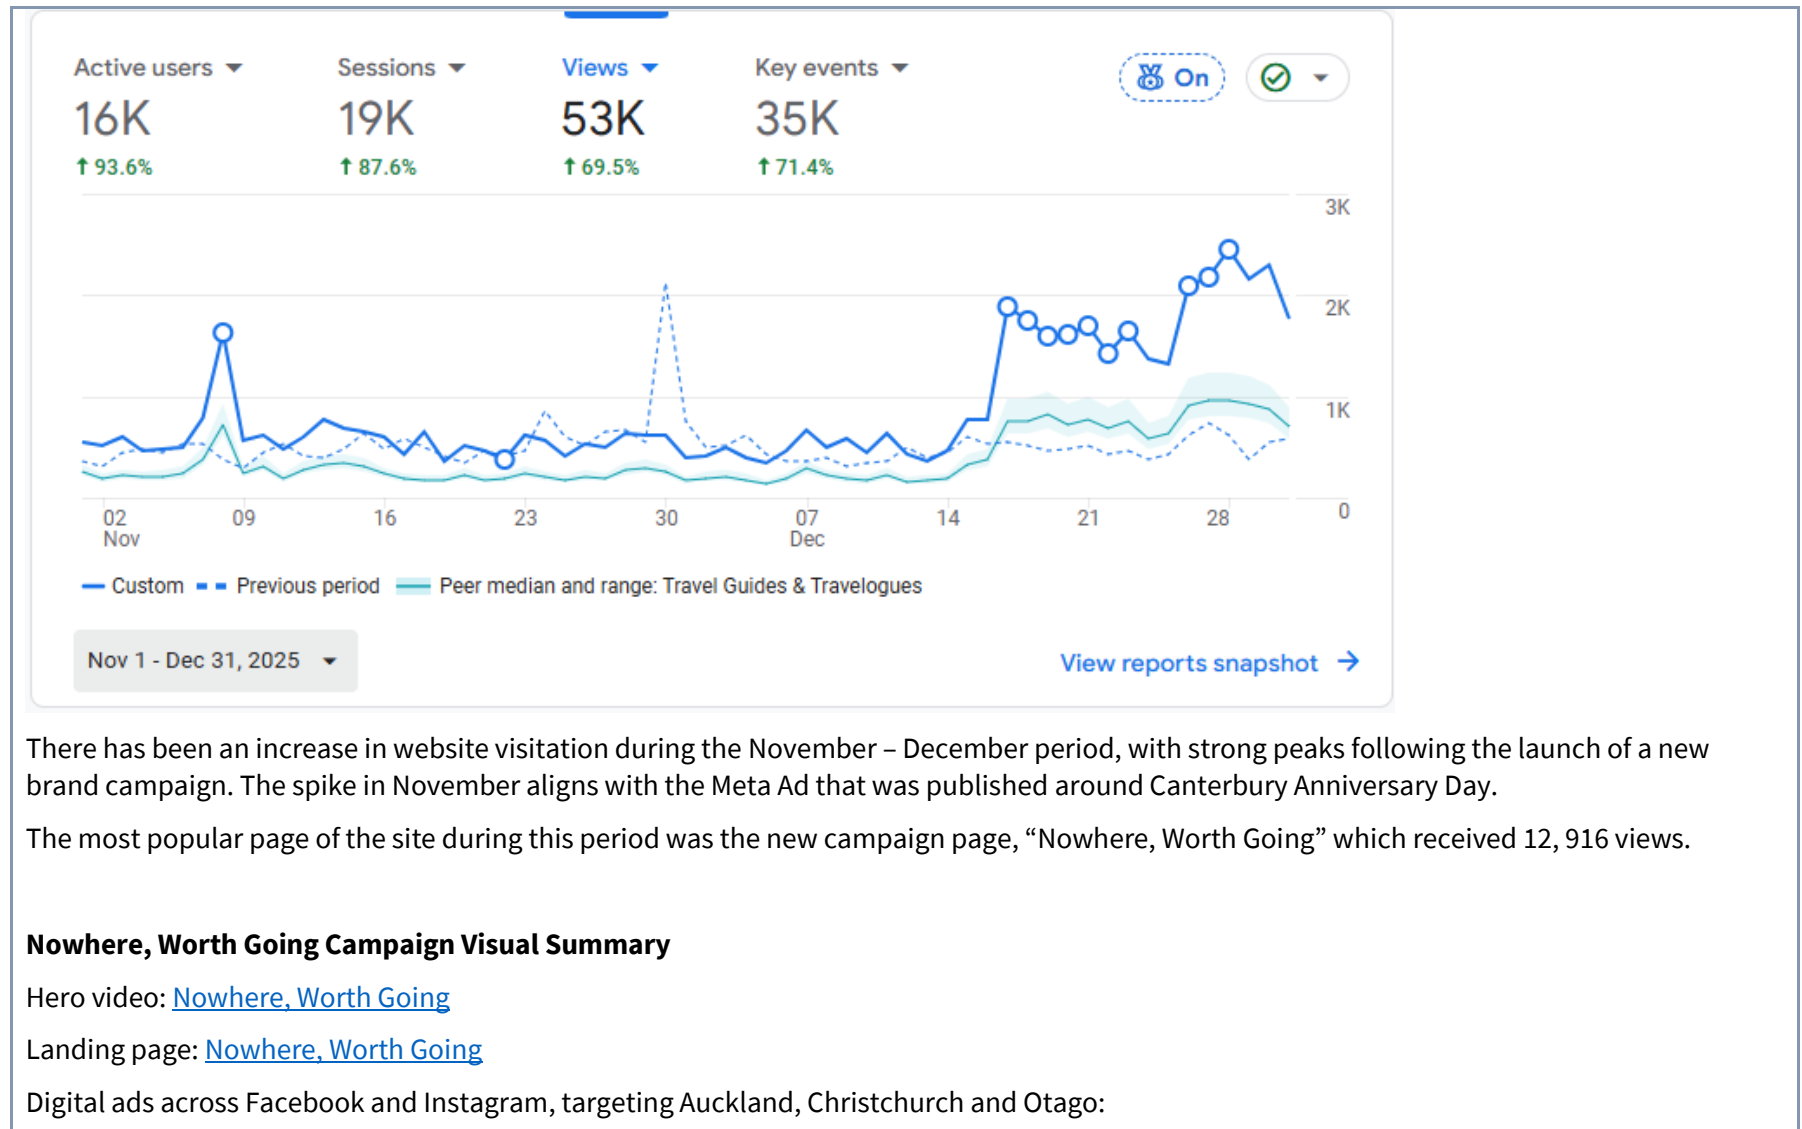 Active users Sessions Views Key events On
16K 19K 53K 35K
↑ 93.6% ↑ 87.6% ↑ 69.5% ↑ 71.4%
3K
2K
1K
0
02 09 16 23 30 07 14 21 28
Nov Dec
Custom Previous period Peer median and range: Travel Guides & Travelogues
Nov 1 - Dec 31, 2025 View reports snapshot →
There has been an increase in website visitation during the November – December period, with strong peaks following the launch of a new
brand campaign. The spike in November aligns with the Meta Ad that was published around Canterbury Anniversary Day.
The most popular page of the site during this period was the new campaign page, “Nowhere, Worth Going” which received 12, 916 views.
Nowhere, Worth Going Campaign Visual Summary
Hero video: Nowhere, Worth Going
Landing page: Nowhere, Worth Going
Digital ads across Facebook and Instagram, targeting Auckland, Christchurch and Otago: